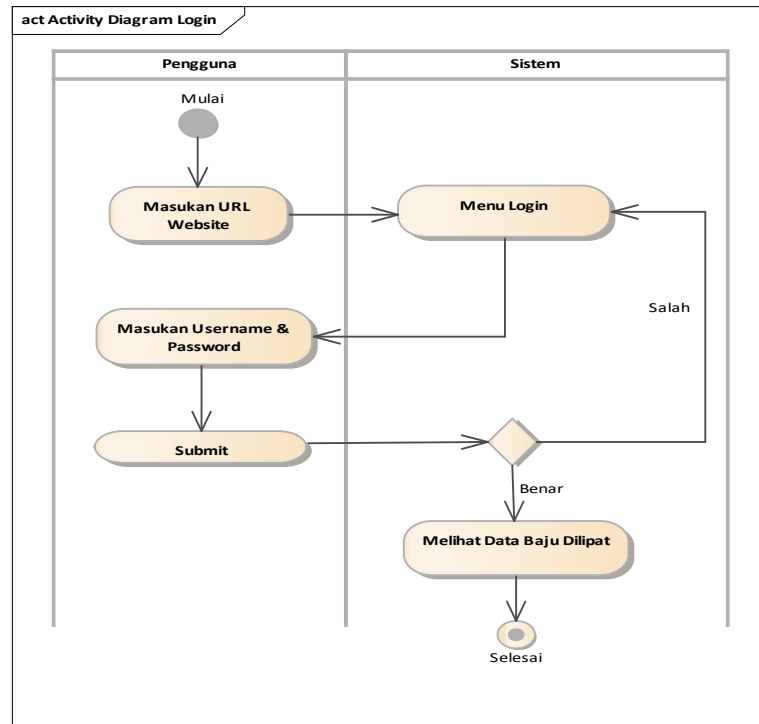 act Activity Diagram Login
Pengguna
Sistem
Mulai
Masukan URL
Website
Menu Login
Masukan Username &
Password
Salah
Submit
Benar
Melihat Data Baju Dilipat
Selesai